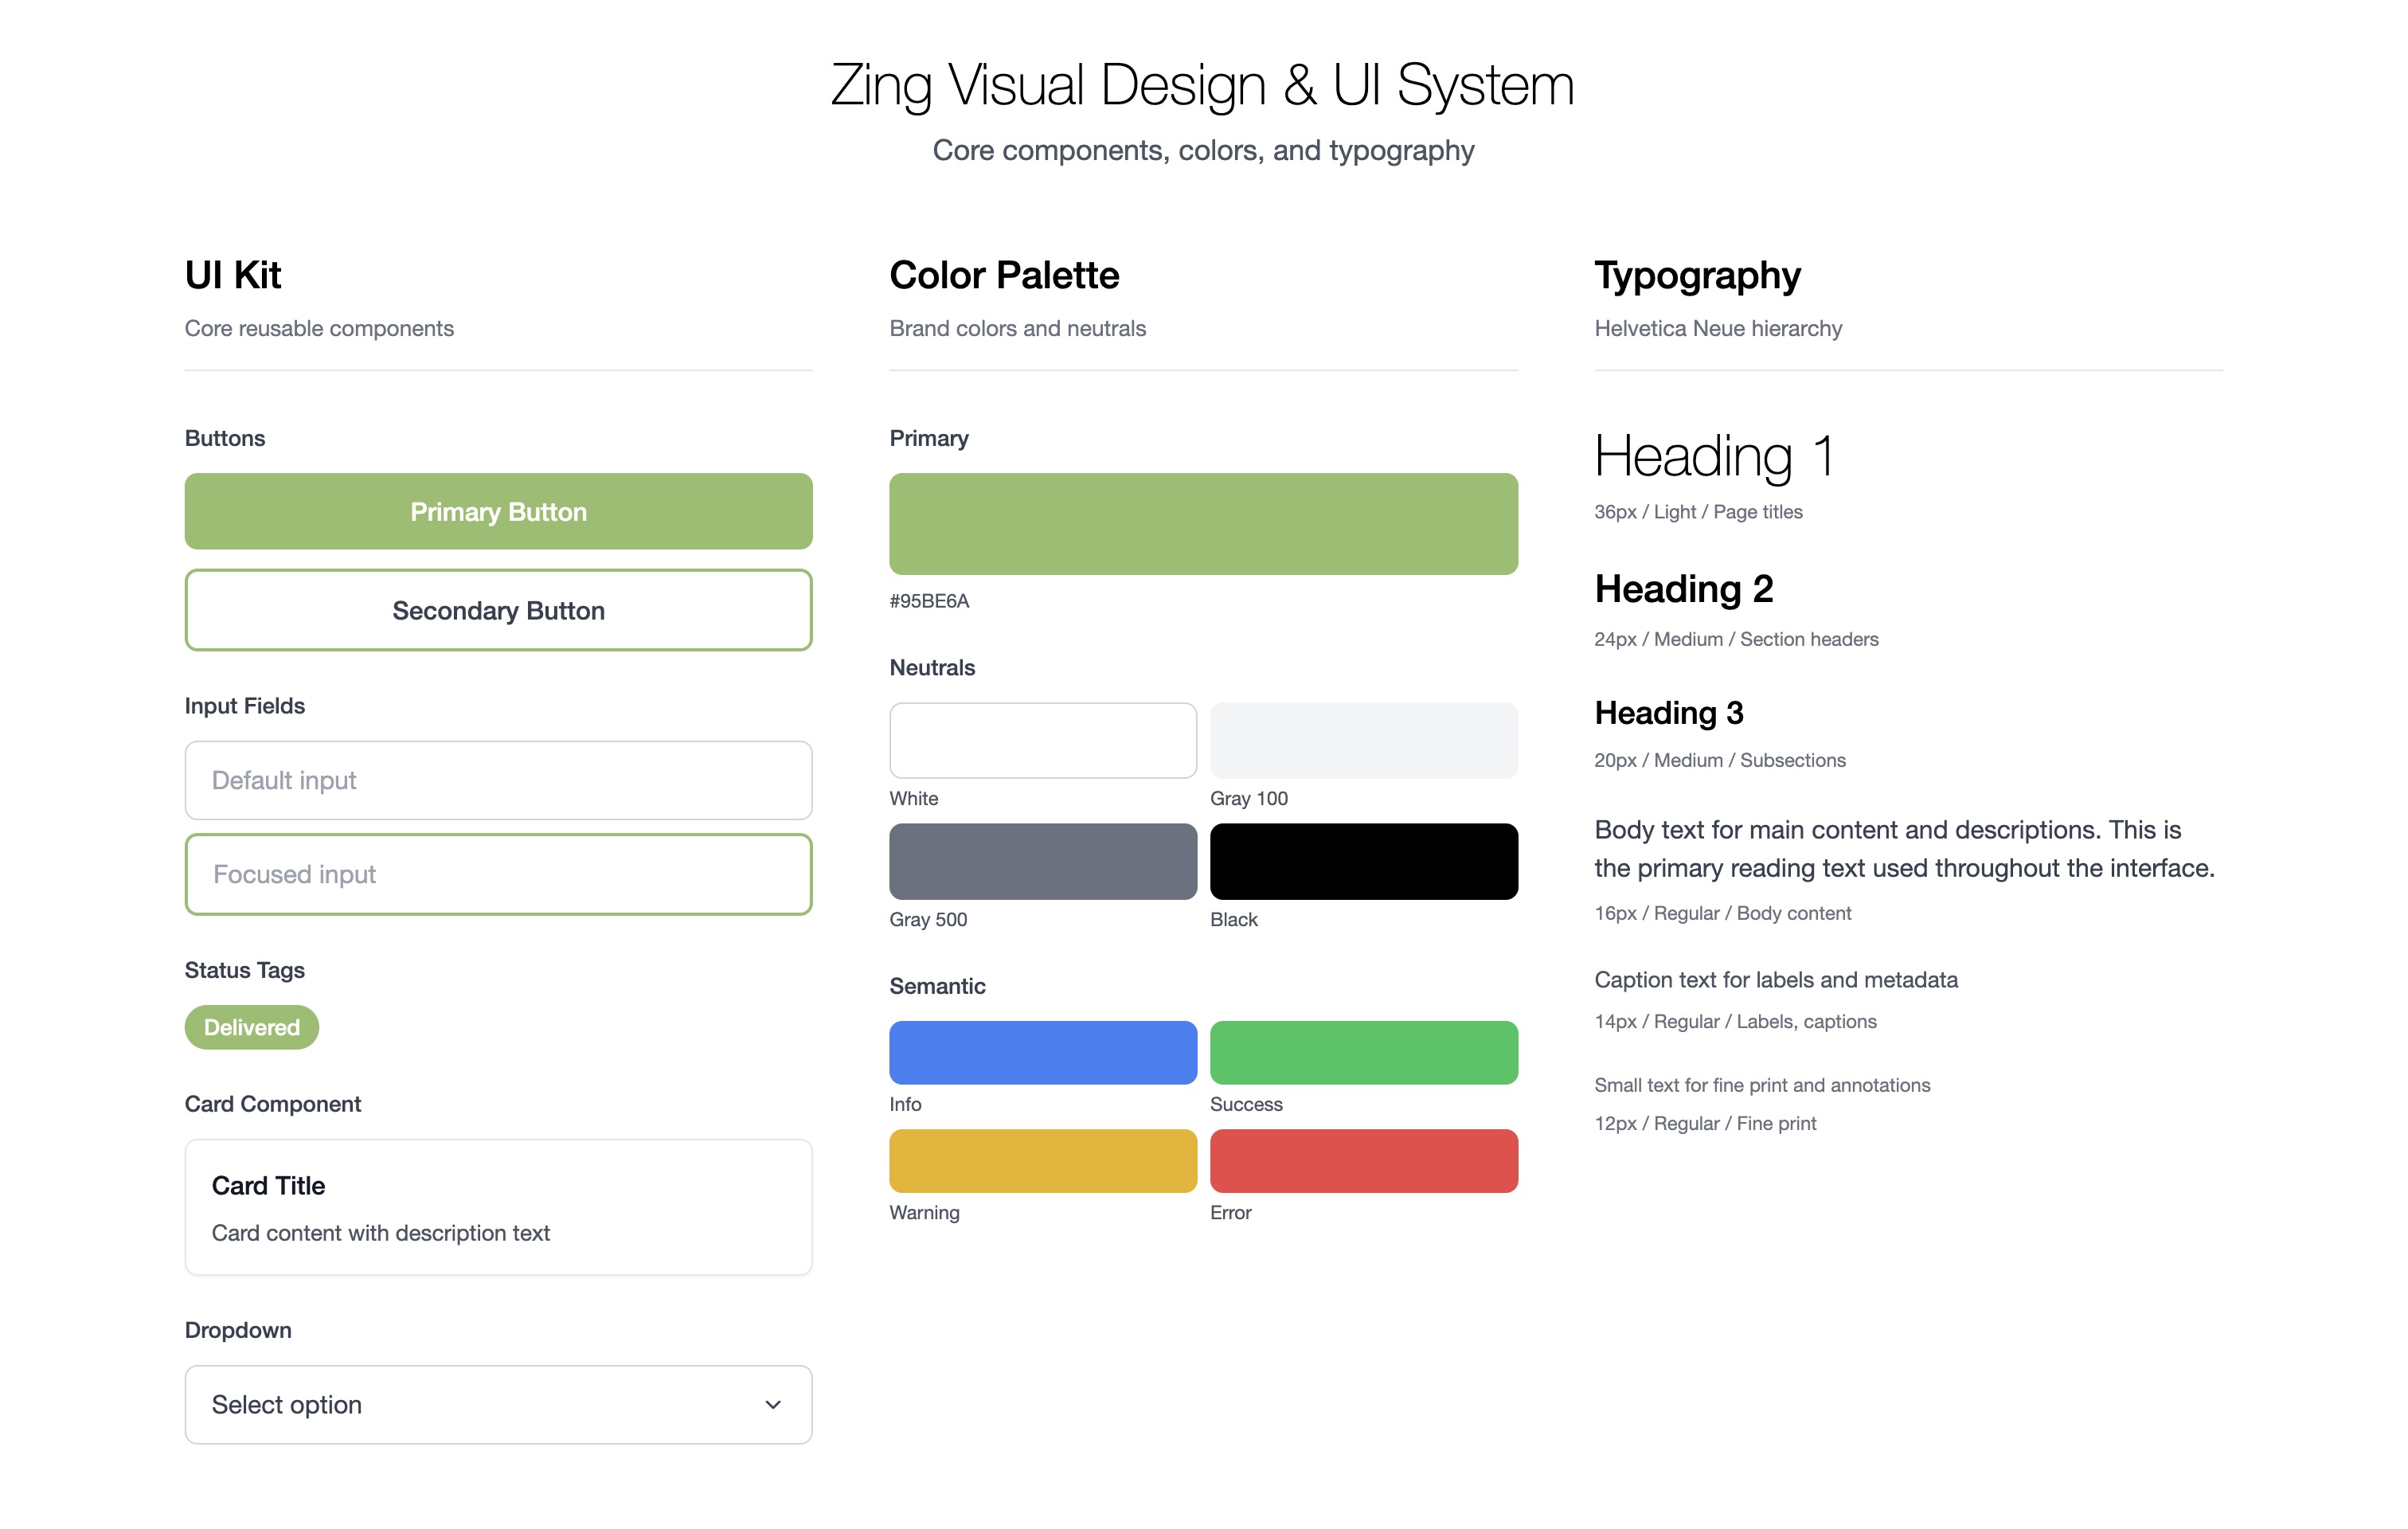 Zing Visual Design & UI System
Core components, colors, and typography
UI Kit
Core reusable components
Buttons
Primary Button
Secondary Button
Input Fields
Default input
Focused input
Status Tags
Delivered
Card Component
Card Title
Card content with description text
Dropdown
Select option
Color Palette
Brand colors and neutrals
Primary
#95BE6A
Neutrals
White
Gray 100
Gray 500
Black
Semantic
Info
Success
Warning
Error
Typography
Helvetica Neue hierarchy
Heading 1
36px / Light / Page titles
Heading 2
24px / Medium / Section headers
Heading 3
20px / Medium / Subsections
Body text for main content and descriptions. This is
the primary reading text used throughout the interface.
16px / Regular / Body content
Caption text for labels and metadata
14px / Regular / Labels, captions
Small text for fine print and annotations
12px / Regular / Fine print